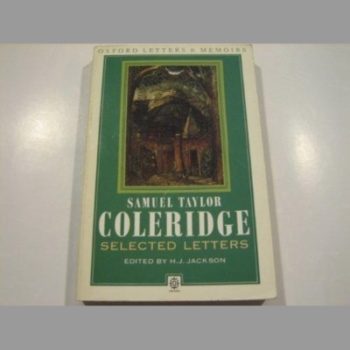 OXFORD LETTERS & MEMOIRS
SAMUEL TAYLOR
COLERIDGE
SELECTED LETTERS
EDITED BY H.J. JACKSON